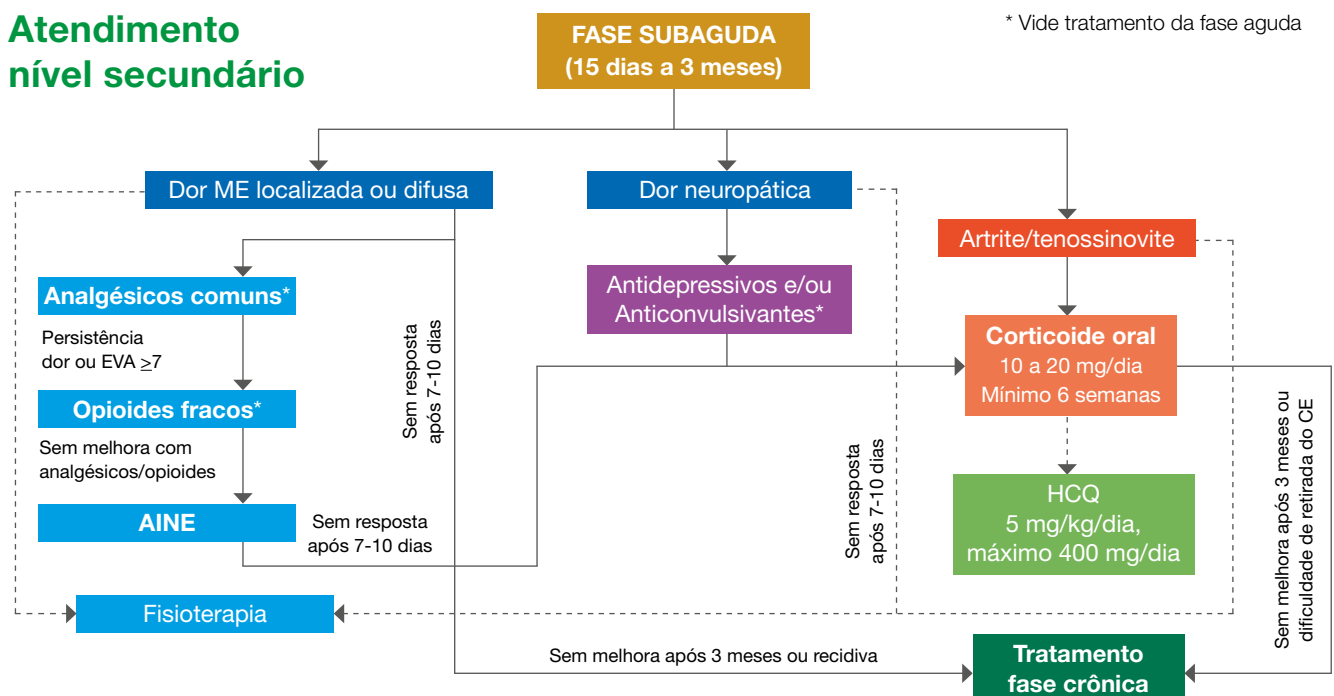 Atendimento
nível secundário
FASE SUBAGUDA
(15 dias a 3 meses)
* Vide tratamento da fase aguda
Dor ME localizada ou difusa
Dor neuropática
Artrite/tenossinovite
Analgésicos comuns*
Persistência
dor ou EVA ≥7
Opioides fracos*
Sem melhora com
analgésicos/opioides
AINE
Sem resposta
após 7-10 dias
Sem resposta
após 7-10 dias
Antidepressivos e/ou
Anticonvulsivantes*
Sem resposta
após 7-10 dias
Corticoide oral
10 a 20 mg/dia
Mínimo 6 semanas
HCQ
5 mg/kg/dia,
máximo 400 mg/dia
Sem melhora após 3 meses ou
dificuldade de retirada do CE
Fisioterapia
Sem melhora após 3 meses ou recidiva
Tratamento
fase crônica